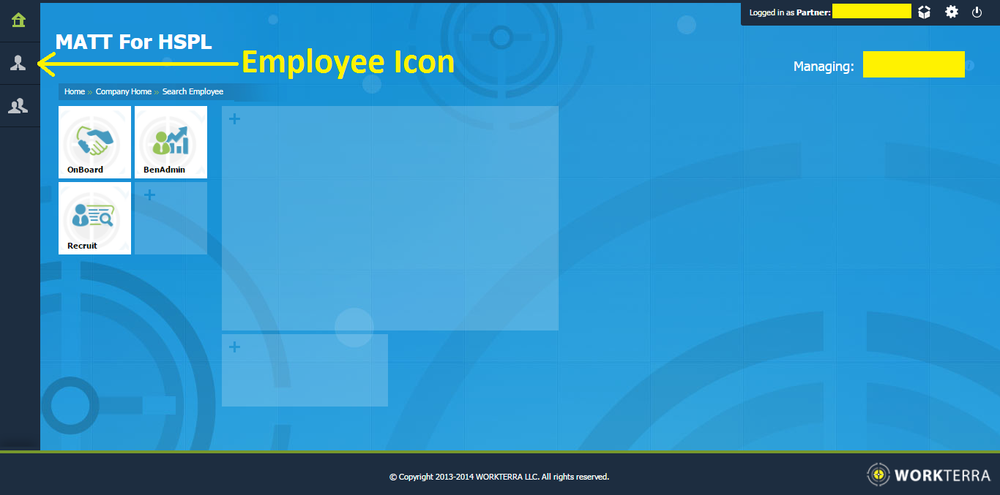 Logged in as Partner:
MATT For HSPL
Employee Icon
Managing:
Home » Company Home » Search Employee
OnBoard
BenAdmin
Recruit
© Copyright 2013-2014 WORKTERRA LLC. All rights reserved.
WORKTERRA